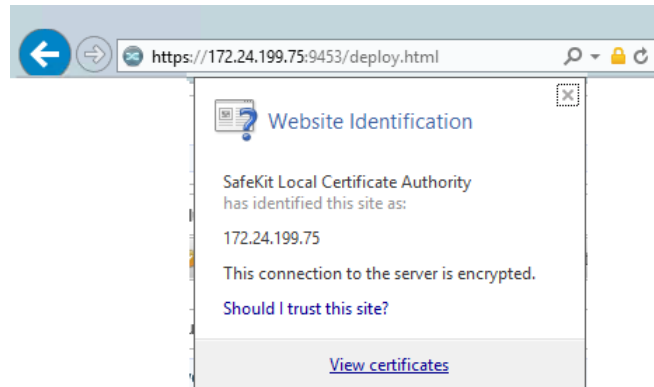 https://172.24.199.75:9453/deploy.html
Website Identification
SafeKit Local Certificate Authority
has identified this site as:
172.24.199.75
This connection to the server is encrypted.
Should I trust this site?
View certificates